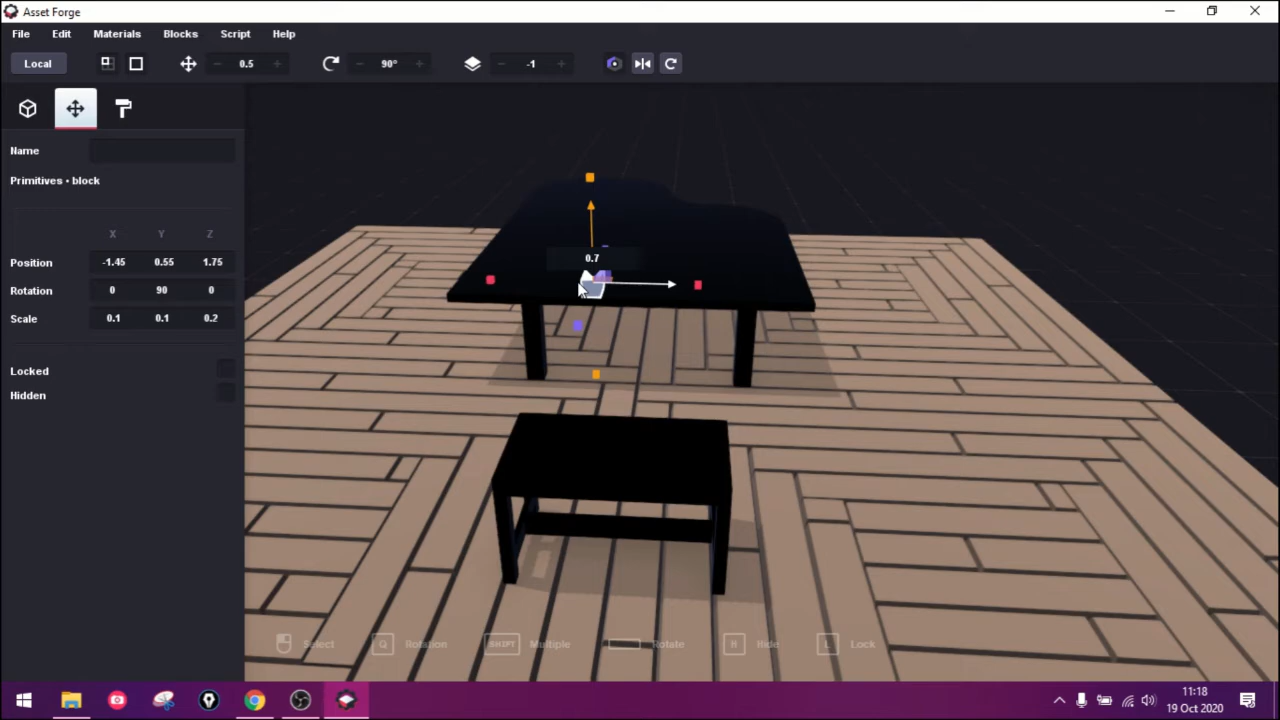 Asset Forge
File Edit Materials Blocks Script Help
Local − 0.5 + − 90° + − -1 +
Name
Primitives • block
X Y Z
Position -1.45 0.55 1.75
Rotation 0 90 0
Scale 0.1 0.1 0.2
Locked
Hidden
0.7
Select Q Rotation SHIFT Multiple Rotate H Hide L Lock
11:18
19 Oct 2020